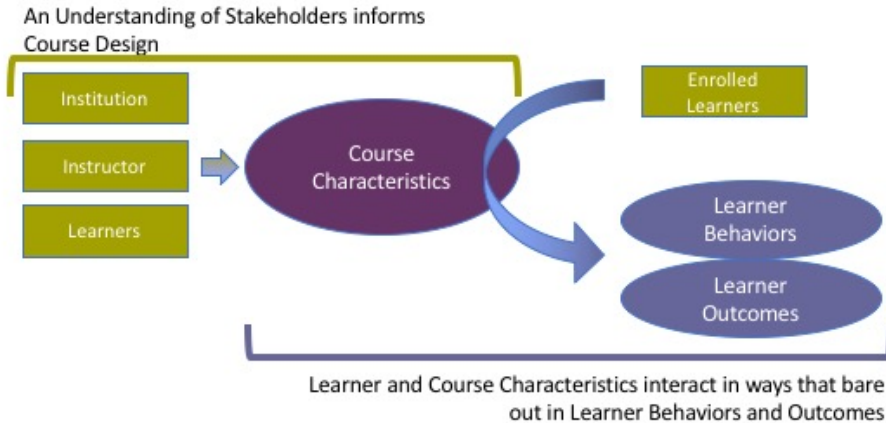 An Understanding of Stakeholders informs
Course Design
Institution
Instructor
Learners
Course
Characteristics
Enrolled
Learners
Learner
Behaviors
Learner
Outcomes
Learner and Course Characteristics interact in ways that bare
out in Learner Behaviors and Outcomes